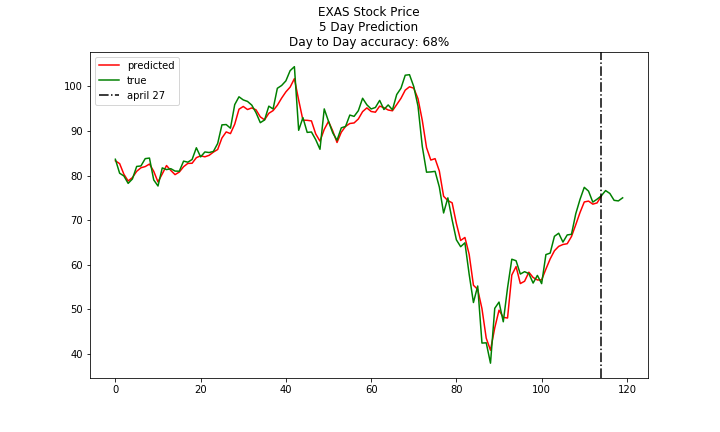 EXAS Stock Price
5 Day Prediction
Day to Day accuracy: 68%
predicted
true
april 27
100
90
80
70
60
50
40
0
20
40
60
80
100
120